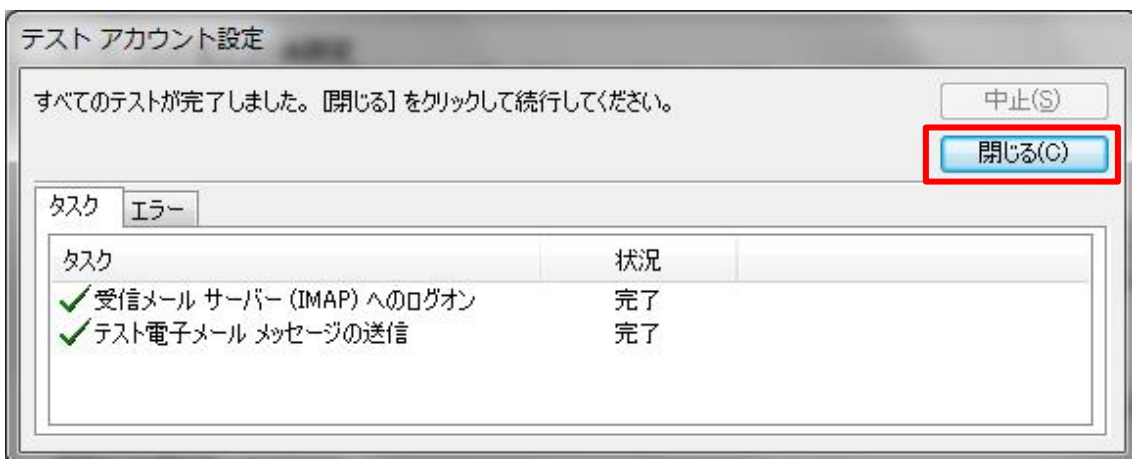 テスト アカウント設定
すべてのテストが完了しました。[閉じる] をクリックして続行してください。
中止(S)
閉じる(C)
タスク エラー
タスク 状況
受信メール サーバー (IMAP) へのログオン 完了
テスト電子メール メッセージの送信 完了